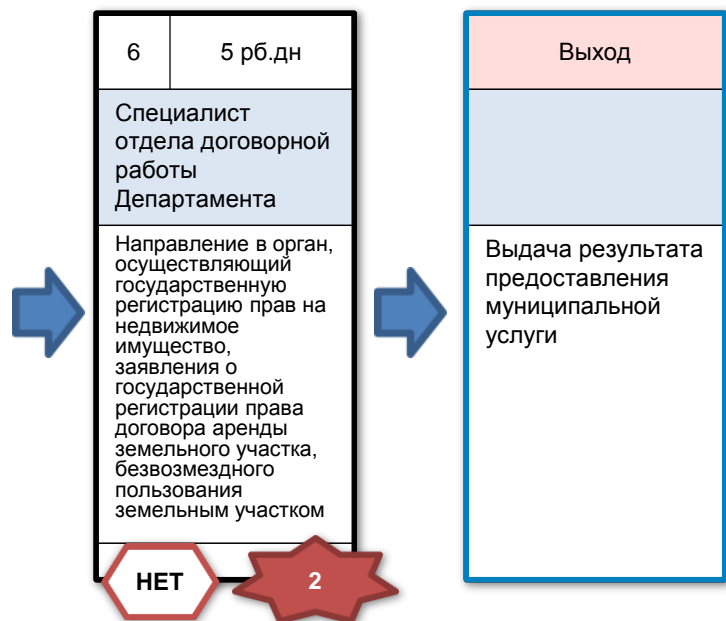 6
5 рб.дн
Специалист
отдела договорной
работы
Департамента
Направление в орган,
осуществляющий
государственную
регистрацию прав на
недвижимое
имущество,
заявления о
государственной
регистрации права
договора аренды
земельного участка,
безвозмездного
пользования
земельным участком
НЕТ
2
Выход
Выдача результата
предоставления
муниципальной
услуги